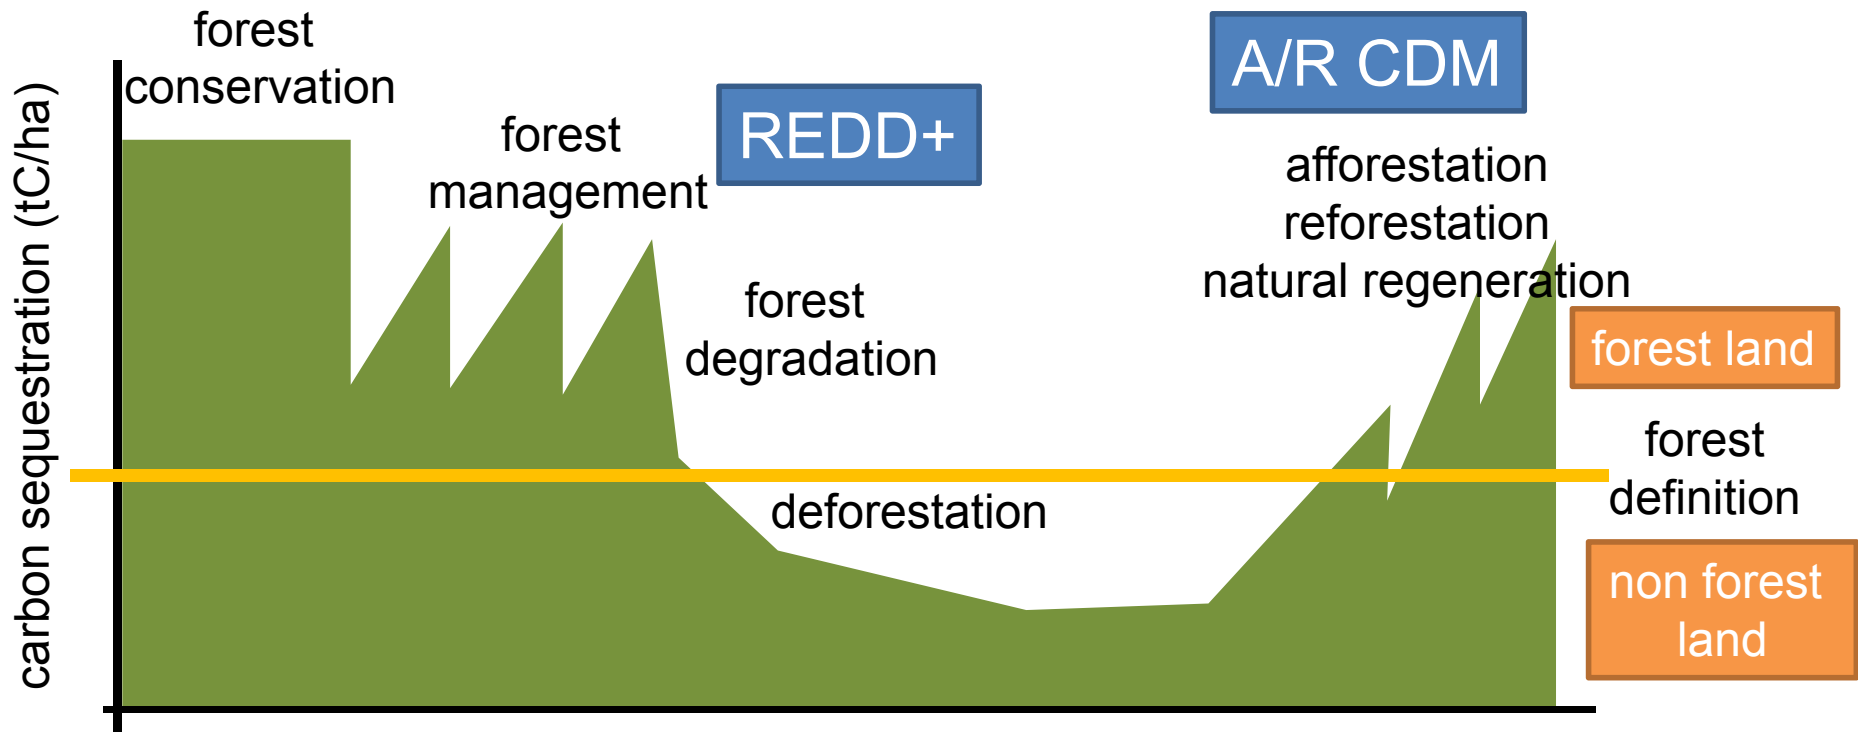 forest
conservation
carbon sequestration (tC/ha)
forest
management
REDD+
forest
degradation
deforestation
A/R CDM
afforestation
reforestation
natural regeneration
forest land
forest
definition
non forest
land